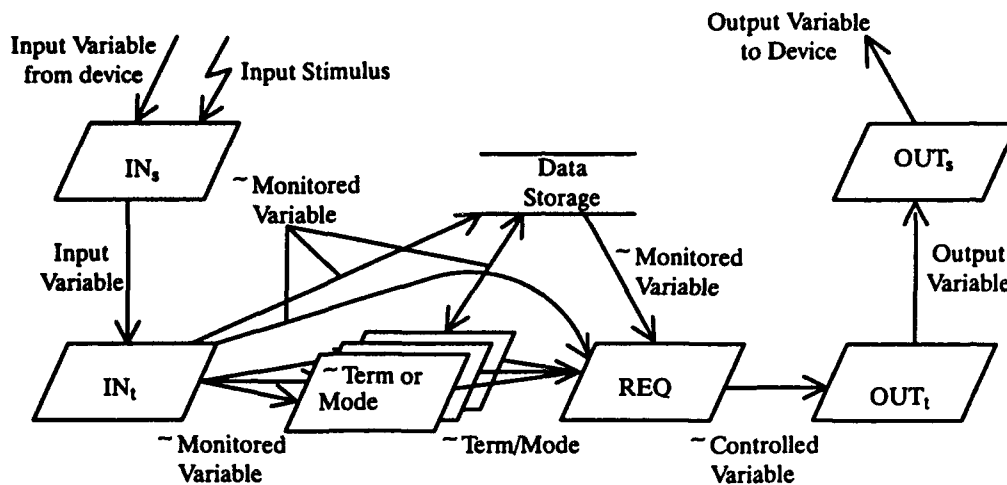 Input Variable
from device
Input Stimulus
Output Variable
to Device
IN_s
OUT_s
Data
Storage
~Monitored
Variable
Input
Variable
~Monitored
Variable
Output
Variable
IN_t
~Term or
Mode
REQ
OUT_t
~Monitored
Variable
~Term/Mode
~Controlled
Variable